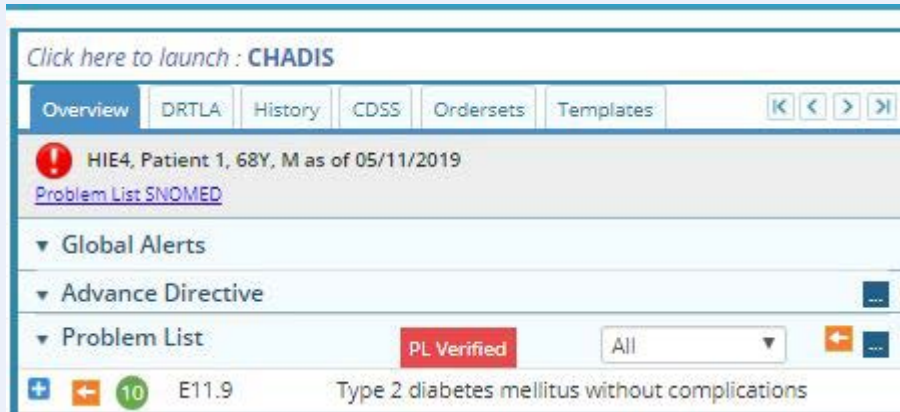 Click here to launch : CHADIS
Overview DRTLA History CDSS Ordersets Templates
HIE4, Patient 1, 68Y, M as of 05/11/2019
Problem List SNOMED
Global Alerts
Advance Directive ...
Problem List PL Verified All ...
10 E11.9 Type 2 diabetes mellitus without complications